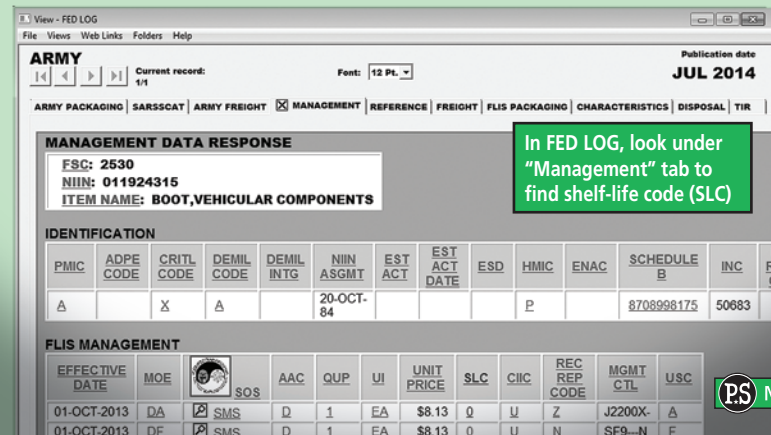 View - FED LOG
File Views Web Links Folders Help
ARMY
Current record:
1/1
Font: 12 Pt.
Publication date
JUL 2014
ARMY PACKAGING SARSSCAT ARMY FREIGHT MANAGEMENT REFERENCE FREIGHT FLIS PACKAGING CHARACTERISTICS DISPOSAL TIR
MANAGEMENT DATA RESPONSE
FSC: 2530
NIIN: 011924315
ITEM NAME: BOOT,VEHICULAR COMPONENTS
In FED LOG, look under
“Management” tab to
find shelf-life code (SLC)
IDENTIFICATION
PMIC ADPE CODE CRITL CODE DEMIL CODE DEMIL INTG NIIN ASGMT EST ACT EST ACT DATE ESD HMIC ENAC SCHEDULE B INC
A X A 20-OCT-84 P 8708998175 50683
FLIS MANAGEMENT
EFFECTIVE DATE MOE SOS AAC QUP UI UNIT PRICE SLC CIIC REC REP CODE MGMT CTL USC
01-OCT-2013 DA SMS D 1 EA $8.13 0 U Z J2200X- A
01-OCT-2013 DF SMS D 1 EA $8.13 0 U N SF9---N F
PS